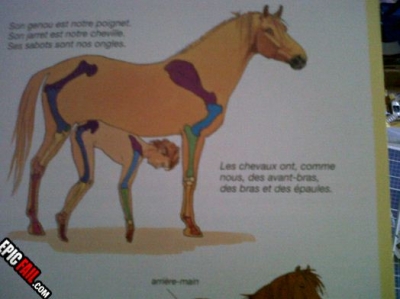 Son genou est notre poignet.
Son jarret est notre cheville.
Ses sabots sont nos ongles.
Les chevaux ont, comme
nous, des avant-bras,
des bras et des épaules.
arrière-main
EPIC FAIL.COM